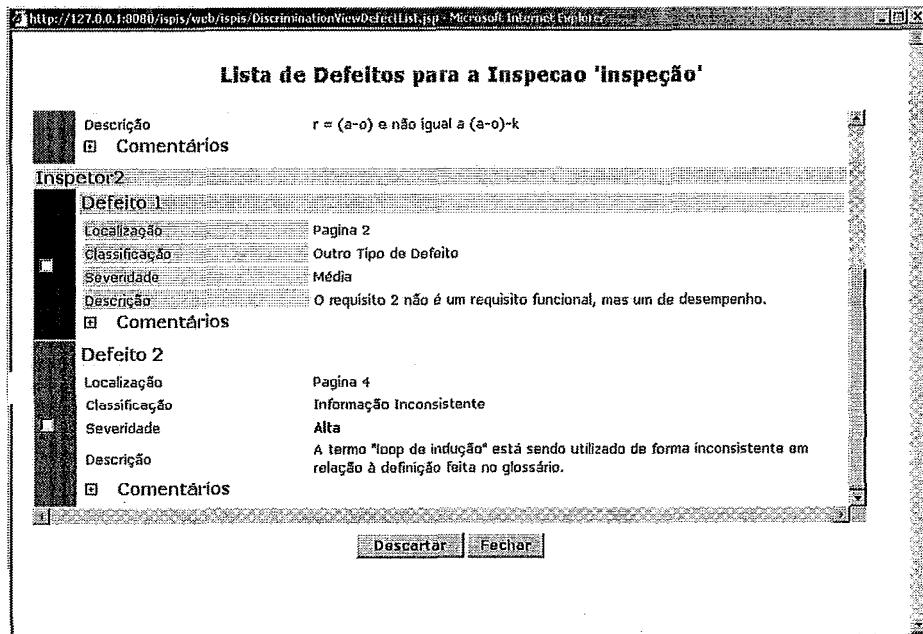 http://127.0.0.1:8080/ispis/web/ispis/DiscriminationViewDefectList.jsp - Microsoft Internet Explorer
Lista de Defeitos para a Inspecao 'inspeção'
Descrição r = (a-o) e não igual a (a-o)-k
Comentários
Inspetor2
Defeito 1
Localização Pagina 2
Classificação Outro Tipo de Defeito
Severidade Média
Descrição O requisito 2 não é um requisito funcional, mas um de desempenho.
Comentários
Defeito 2
Localização Pagina 4
Classificação Informação Inconsistente
Severidade Alta
Descrição A termo "loop de indução" está sendo utilizado de forma inconsistente em
relação à definição feita no glossário.
Comentários
Descartar Fechar